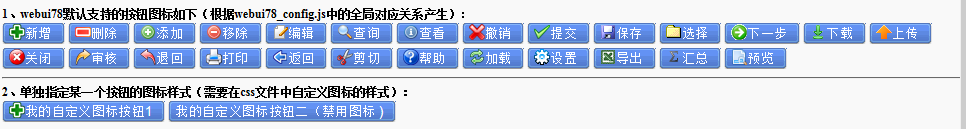 1、webui78默认支持的按钮图标如下（根据webui78_config.js中的全局对应关系产生）：
新增 删除 添加 移除 编辑 查询 查看 撤销 提交 保存 选择 下一步 下载 上传
关闭 审核 退回 打印 返回 剪切 帮助 加载 设置 导出 汇总 预览
2、单独指定某一个按钮的图标样式（需要在css文件中自定义图标的样式）：
我的自定义图标按钮1 我的自定义图标按钮二（禁用图标）